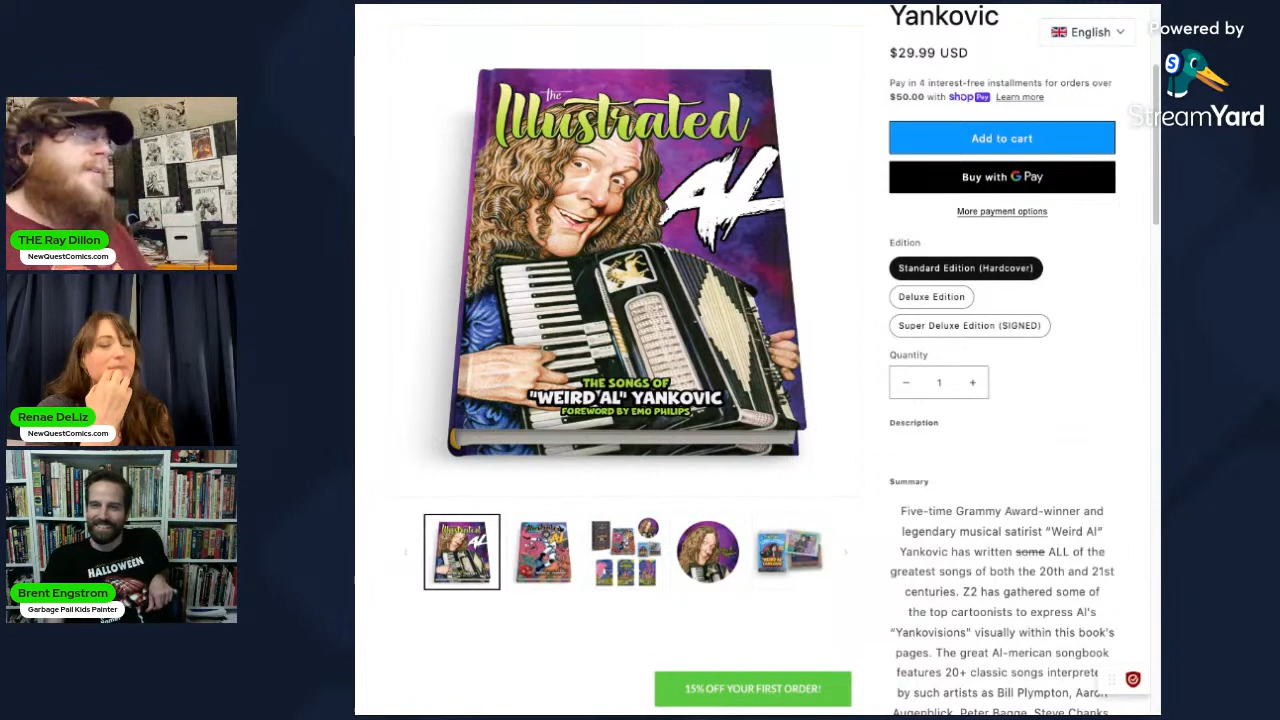 Yankovic
English
$29.99 USD
Pay in 4 interest-free installments for orders over
$50.00 with shop Pay Learn more
Add to cart
Buy with G Pay
More payment options
Edition
Standard Edition (Hardcover)
Deluxe Edition
Super Deluxe Edition (SIGNED)
Quantity
− 1 +
Description
Summary
Five-time Grammy Award-winner and
legendary musical satirist “Weird Al”
Yankovic has written some ALL of the
greatest songs of both the 20th and 21st
centuries. Z2 has gathered some of
the top cartoonists to express Al's
“Yankovisions” visually within this book's
pages. The great Al-merican songbook
features 20+ classic songs interprete
by such artists as Bill Plympton, Aaron
Augenblick, Peter Bagge, Steve Chanks,
the
Illustrated
AL
THE SONGS OF
"WEIRD AL" YANKOVIC
FOREWORD BY EMO PHILIPS
15% OFF YOUR FIRST ORDER!
THE Ray Dillon
NewQuestComics.com
Renae DeLiz
NewQuestComics.com
HALLOWEEN
Brent Engstrom
Garbage Pail Kids Painter
Powered by
S
StreamYard